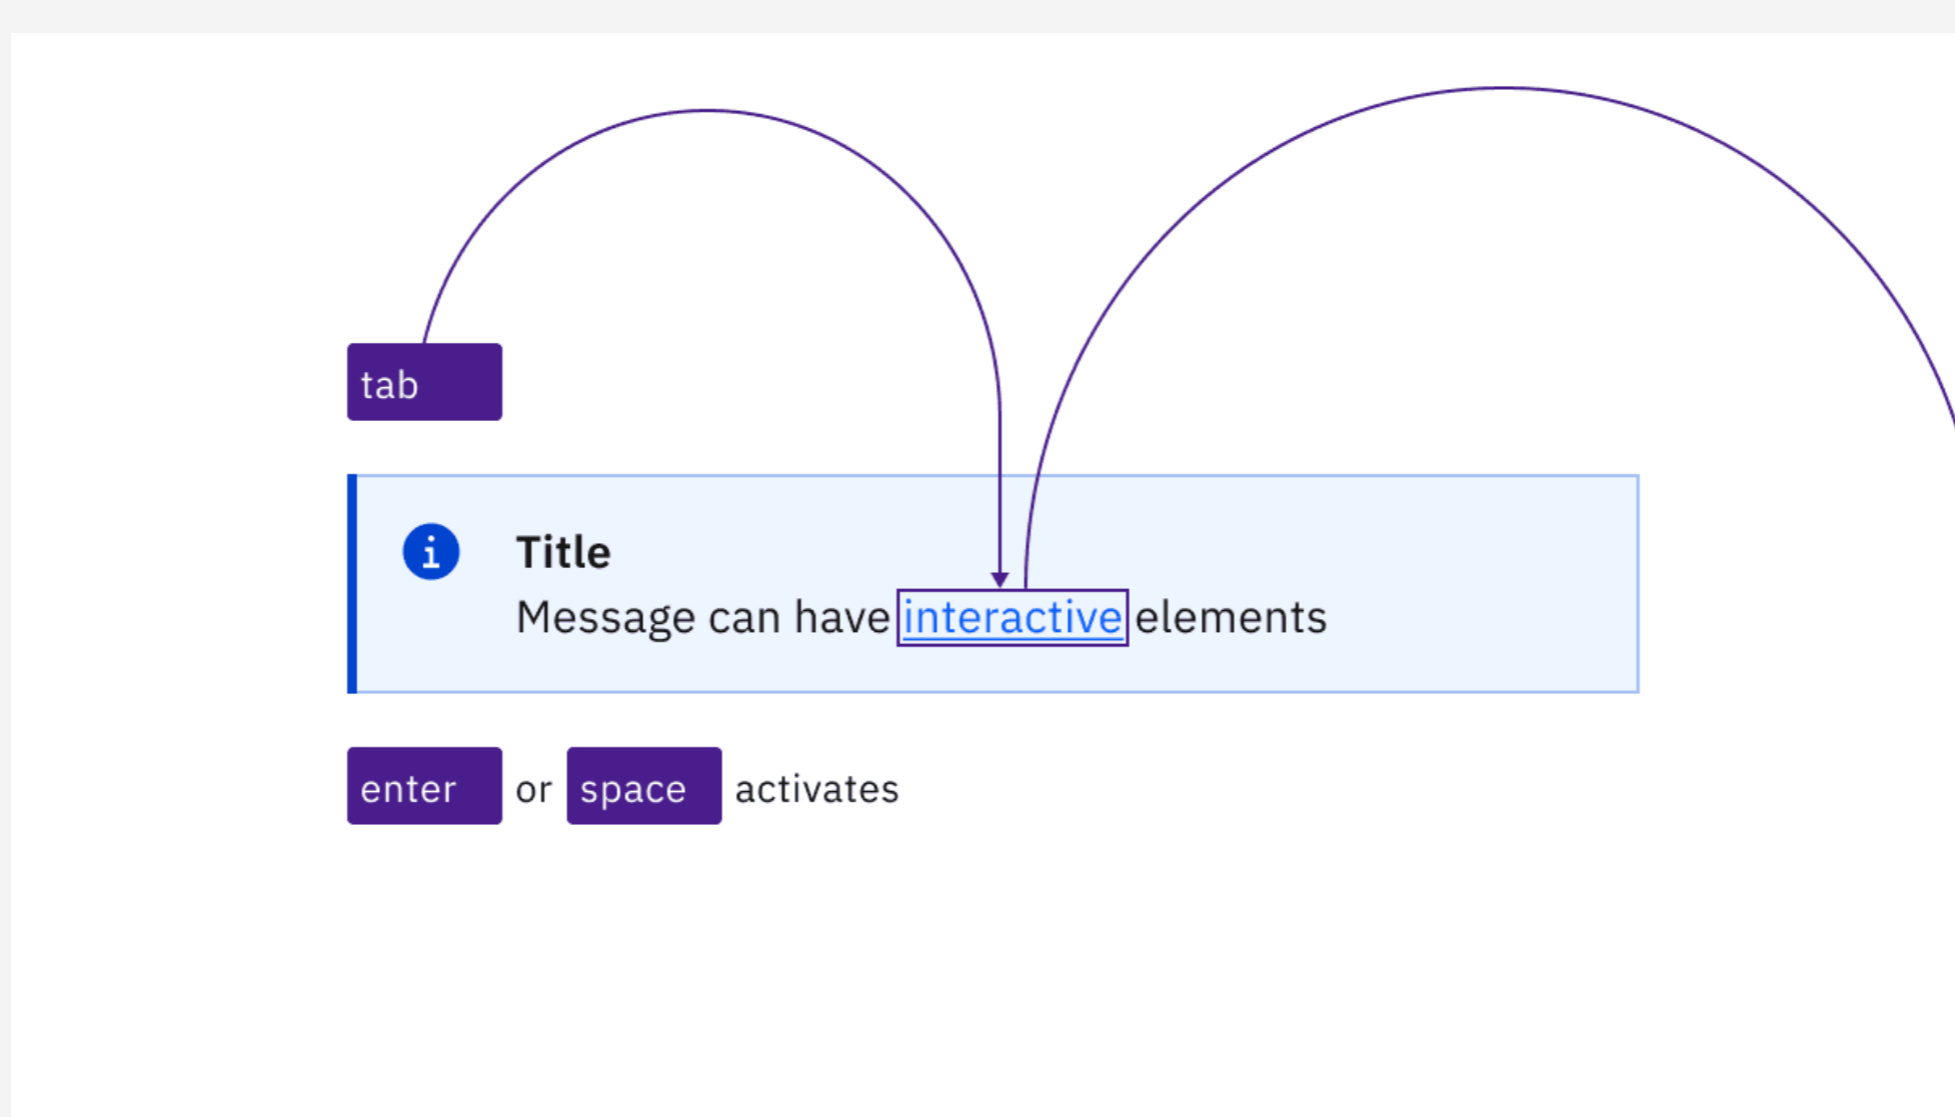 tab
Title
Message can have interactive elements
enter or space activates